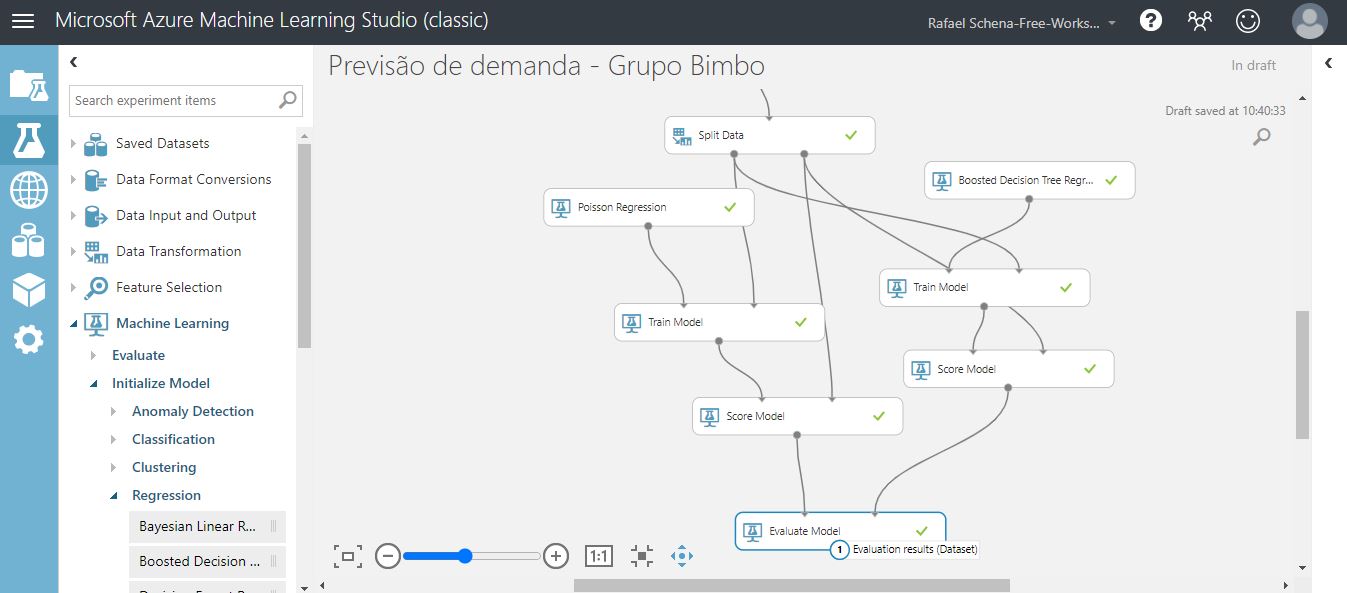 Microsoft Azure Machine Learning Studio (classic)
Rafael Schena-Free-Works...
?
Search experiment items
Saved Datasets
Data Format Conversions
Data Input and Output
Data Transformation
Feature Selection
Machine Learning
Evaluate
Initialize Model
Anomaly Detection
Classification
Clustering
Regression
Bayesian Linear R...
Boosted Decision ...
Previsão de demanda - Grupo Bimbo
In draft
Draft saved at 10:40:33
Split Data
Boosted Decision Tree Regr...
Poisson Regression
Train Model
Train Model
Score Model
Score Model
Evaluate Model
1 Evaluation results (Dataset)
1:1